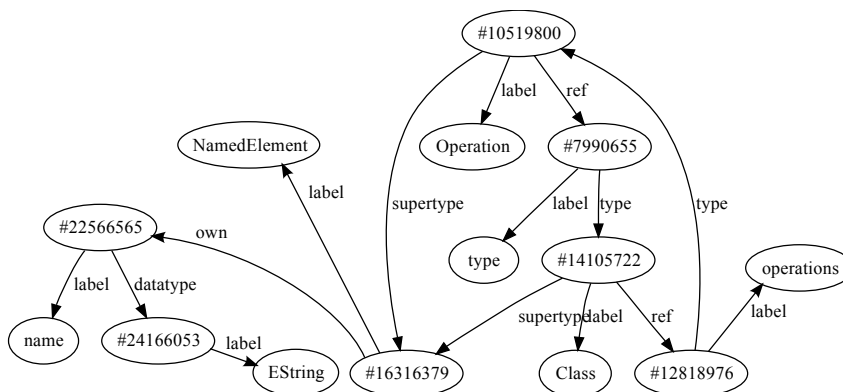 #10519800
label
ref
NamedElement
Operation
#7990655
label
supertype
label
type
type
#22566565
own
label
datatype
type
#14105722
operations
name
#24166053
label
supertype
label
ref
label
EString
#16316379
Class
#12818976